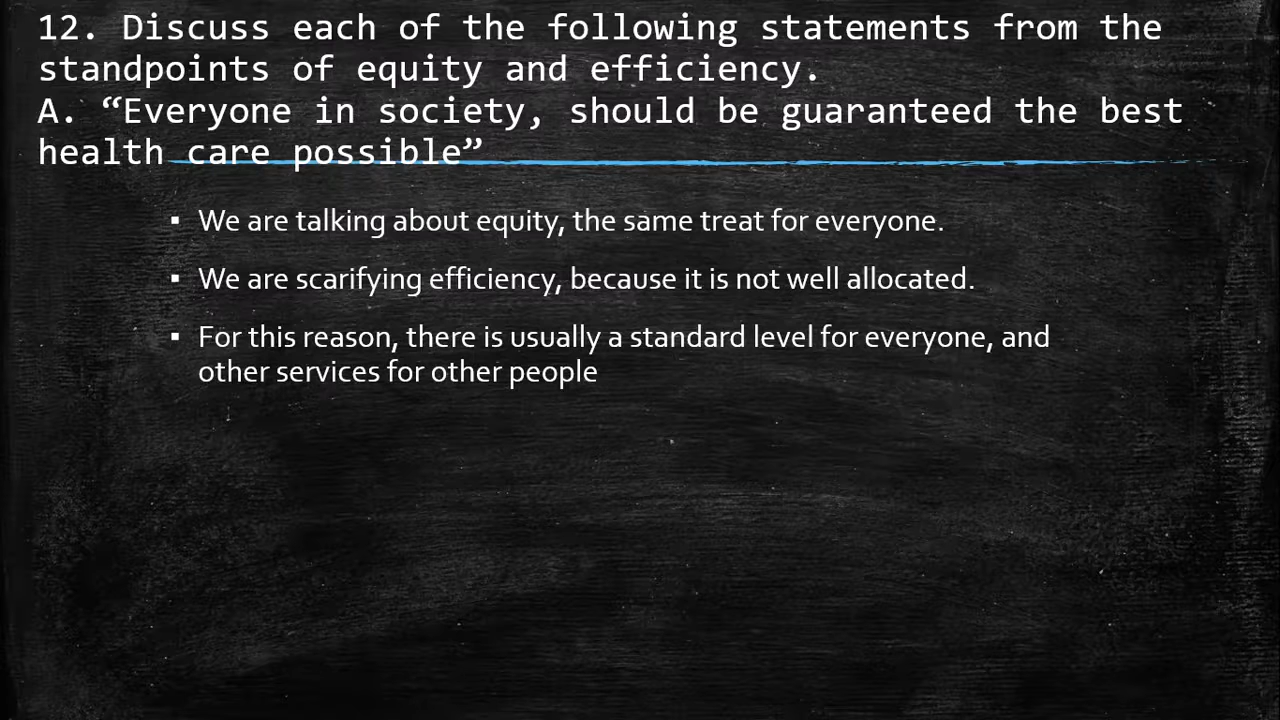 12. Discuss each of the following statements from the
standpoints of equity and efficiency.
A. “Everyone in society, should be guaranteed the best
health care possible”
▪ We are talking about equity, the same treat for everyone.
▪ We are scarifying efficiency, because it is not well allocated.
▪ For this reason, there is usually a standard level for everyone, and
other services for other people